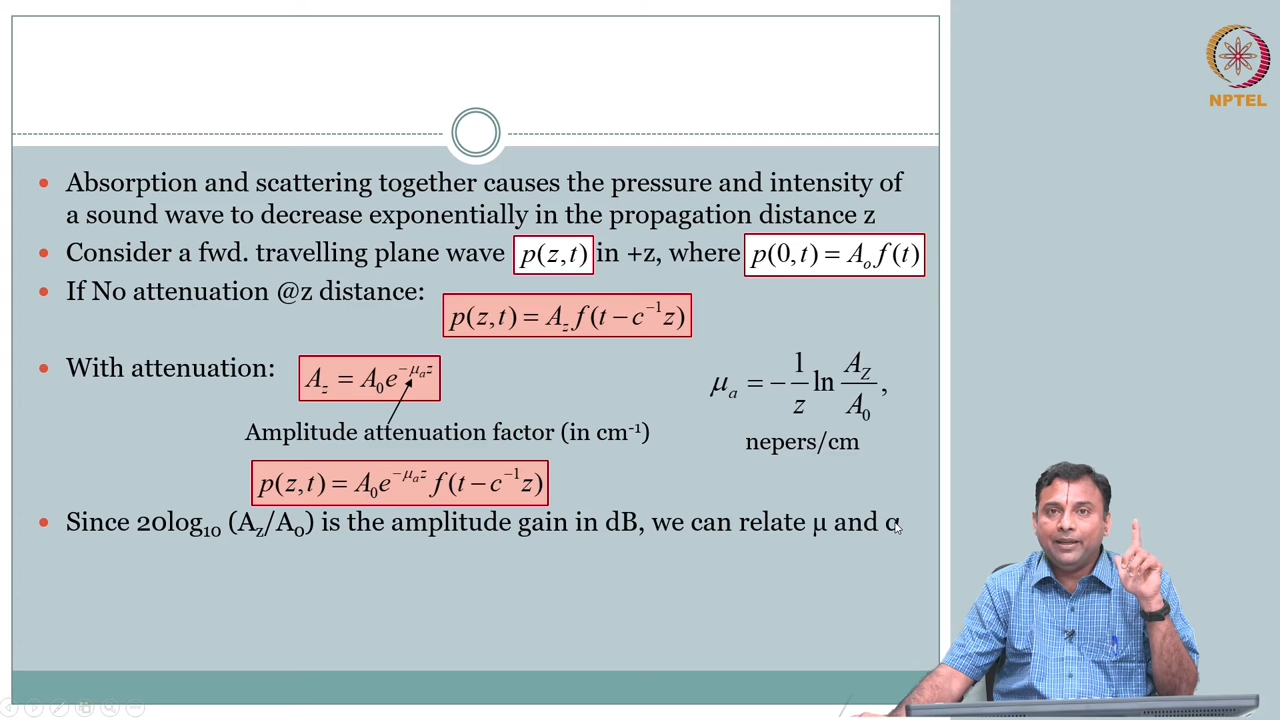 NPTEL
• Absorption and scattering together causes the pressure and intensity of
a sound wave to decrease exponentially in the propagation distance z
• Consider a fwd. travelling plane wave p(z,t) in +z, where p(0,t) = Aₒ f(t)
• If No attenuation @z distance:
p(z,t) = A_z f(t − c⁻¹z)
• With attenuation: A_z = A₀e^{−μ_a z}
μ_a = − 1/z ln A_Z/A₀ ,
Amplitude attenuation factor (in cm⁻¹)
nepers/cm
p(z,t) = A₀e^{−μ_a z} f(t − c⁻¹z)
• Since 20log₁₀ (A_z/A₀) is the amplitude gain in dB, we can relate μ and α